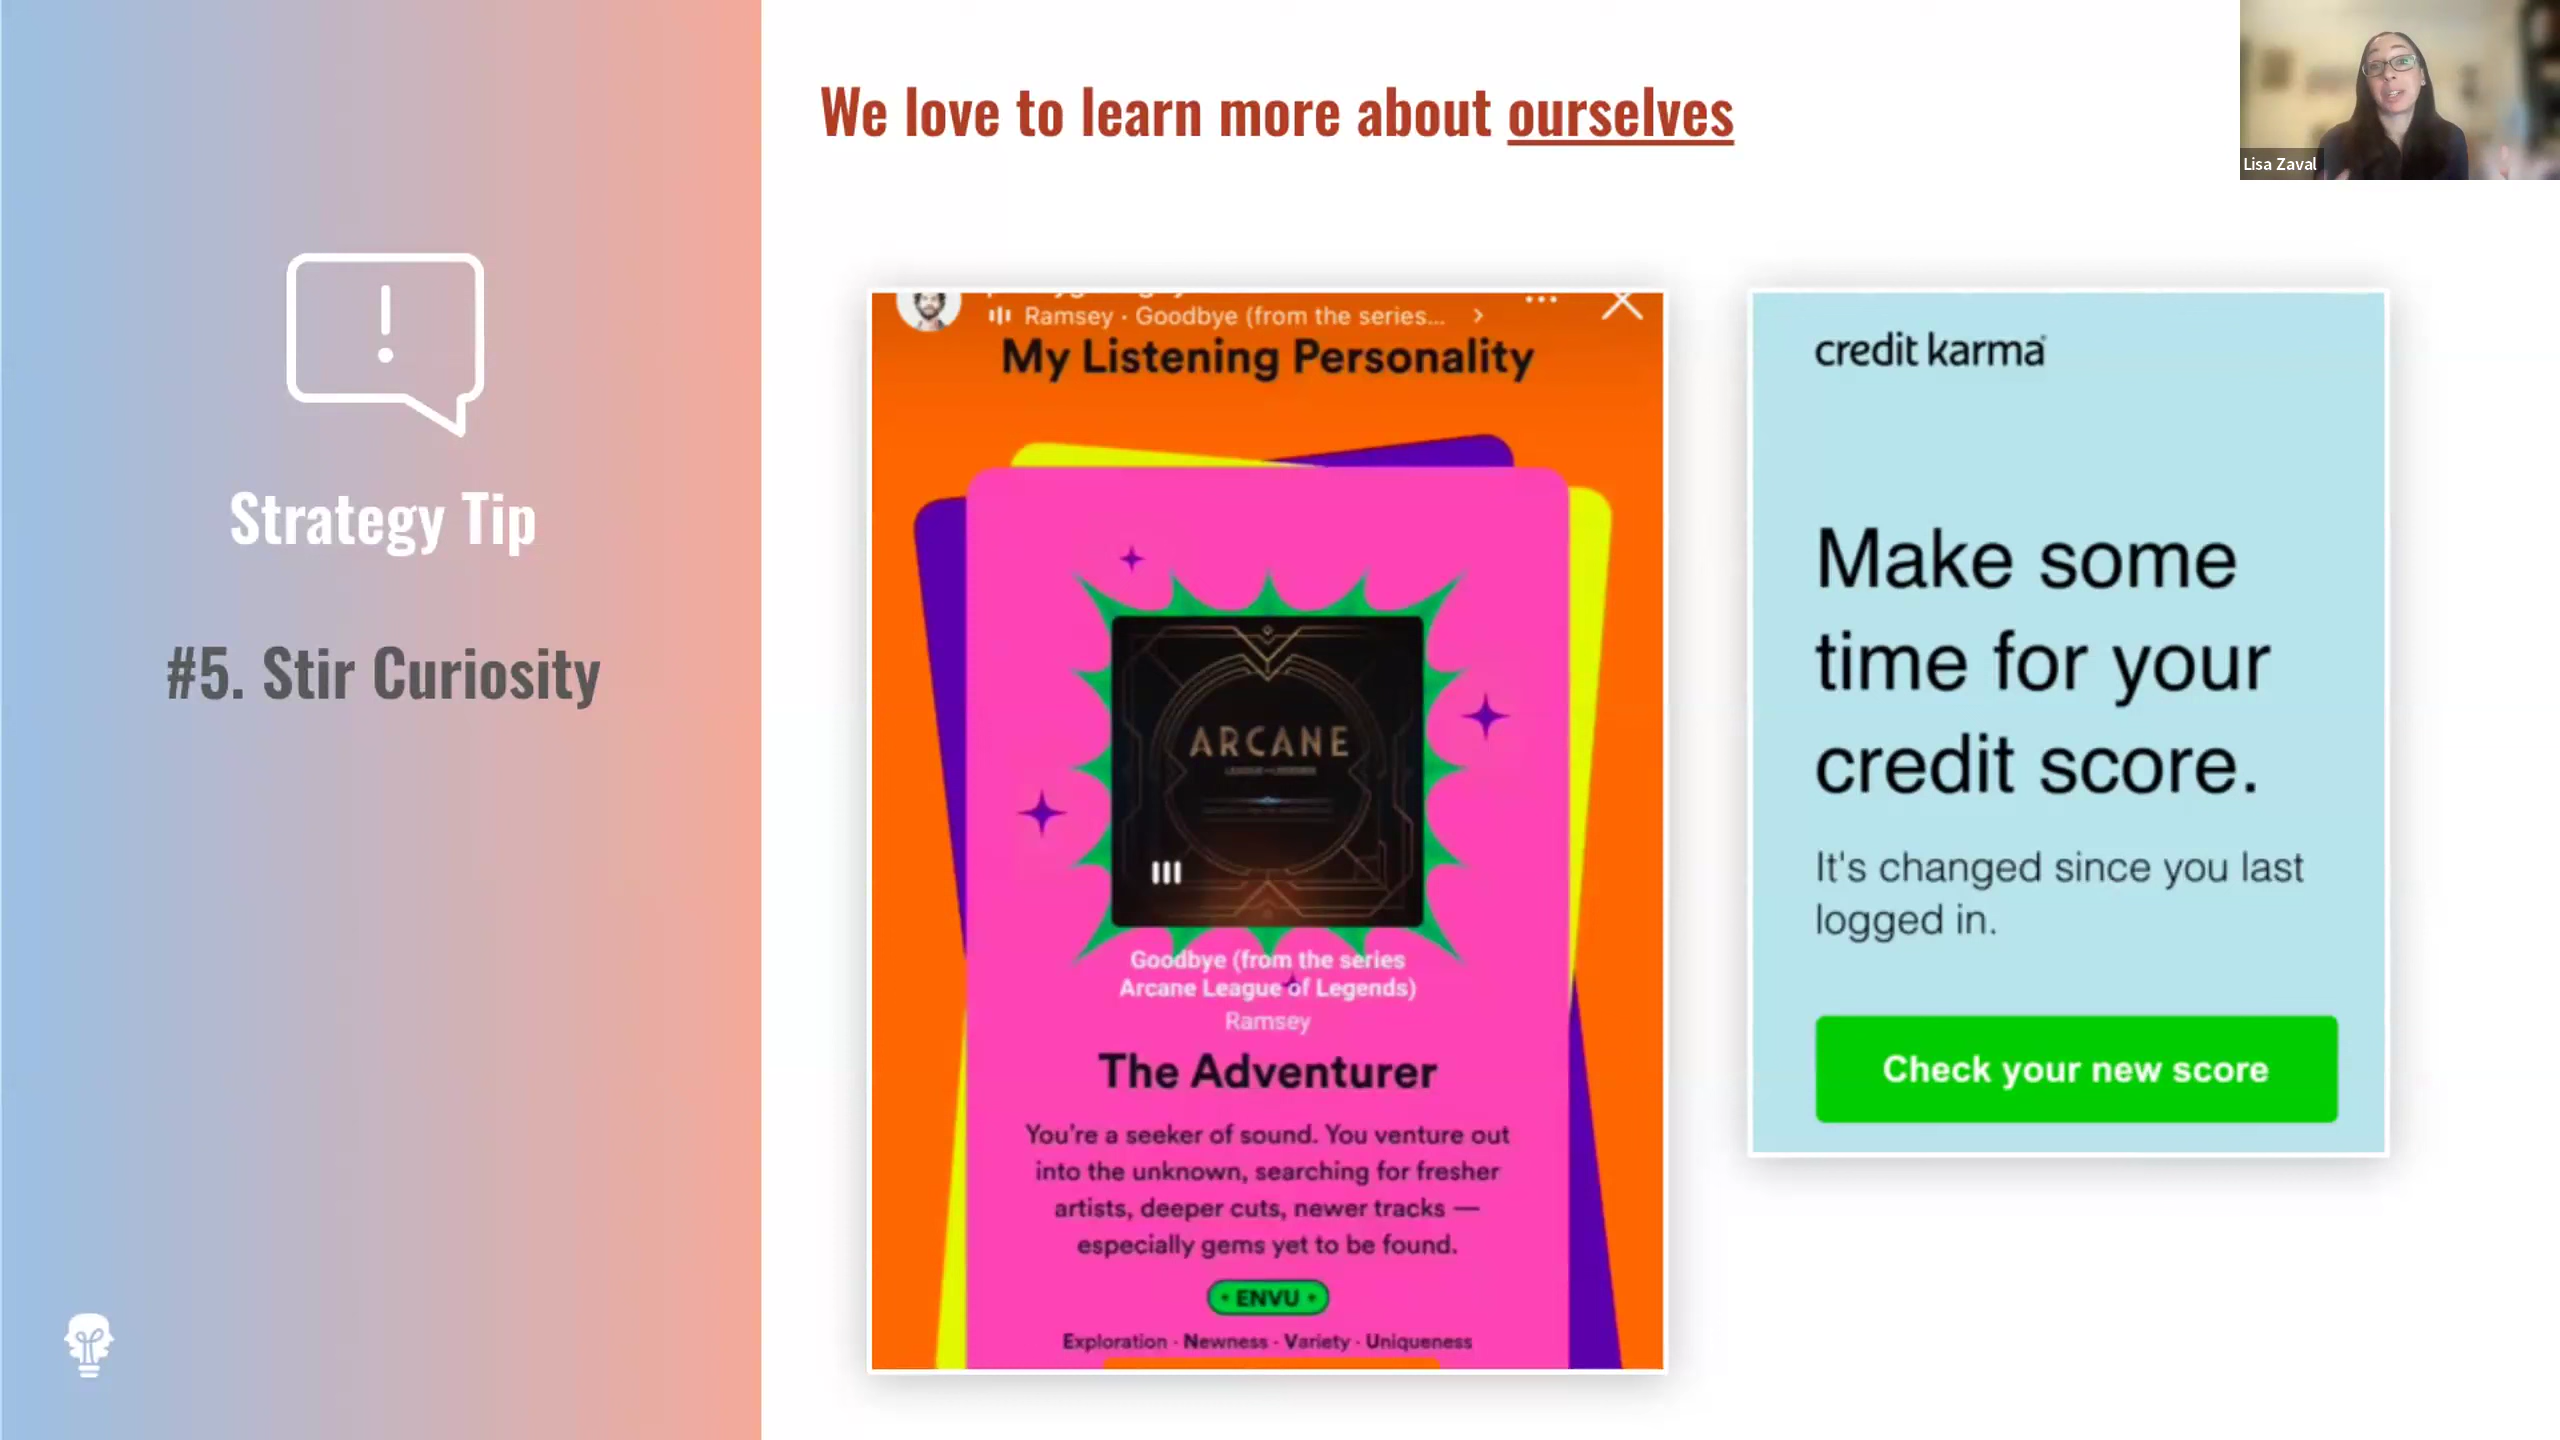 We love to learn more about ourselves
Lisa Zaval
!
Strategy Tip
#5. Stir Curiosity
Ramsey · Goodbye (from the series... >
My Listening Personality
ARCANE
Goodbye (from the series
Arcane League of Legends)
Ramsey
The Adventurer
You're a seeker of sound. You venture out
into the unknown, searching for fresher
artists, deeper cuts, newer tracks —
especially gems yet to be found.
• ENVU •
Exploration · Newness · Variety · Uniqueness
credit karma
Make some
time for your
credit score.
It's changed since you last
logged in.
Check your new score